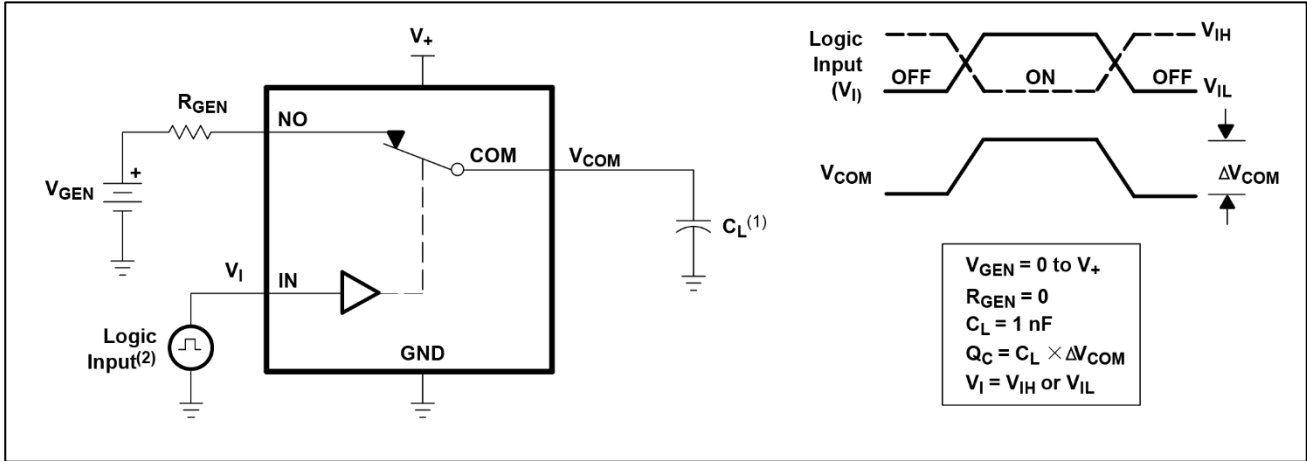 V+
RGEN
NO
COM
VCOM
VGEN
+
CL(1)
VI
IN
Logic
Input(2)
GND
Logic
Input
(VI)
VIH
OFF
ON
OFF
VIL
VCOM
ΔVCOM
VGEN = 0 to V+
RGEN = 0
CL = 1 nF
QC = CL × ΔVCOM
VI = VIH or VIL